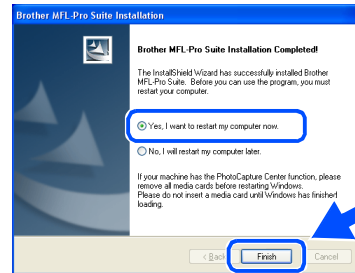 Brother MFL-Pro Suite Installation
Brother MFL-Pro Suite Installation Completed!
The InstallShield Wizard has successfully installed Brother
MFL-Pro Suite. Before you can use the program, you must
restart your computer.
Yes, I want to restart my computer now.
No, I will restart my computer later.
If your machine has the PhotoCapture Center function, please
remove all media cards before restarting Windows.
Please do not insert a media card until Windows has finished
loading.
< Back Finish Cancel